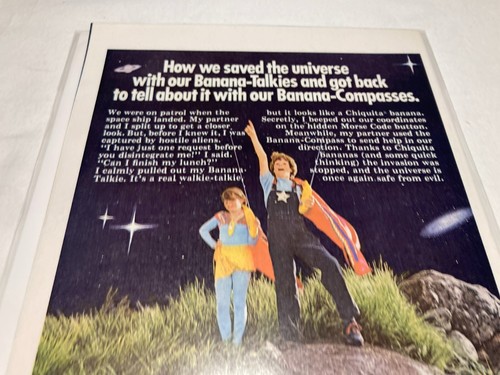 How we saved the universe
with our Banana-Talkies and got back
to tell about it with our Banana-Compasses.
We were on patrol when the
space ship landed. My partner
and I split up to get a closer
look. But, before I knew it, I was
captured by hostile aliens.
"I have just one request before
you disintegrate me!" I said.
"Can I finish my lunch?"
I calmly pulled out my Banana-
Talkie. It's a real walkie-talkie
but it looks like a Chiquita® banana.
Secretly, I beeped out our coordinates
on the hidden Morse Code button.
Meanwhile, my partner used the
Banana-Compass to send help in our
direction. Thanks to Chiquita
Bananas (and some quick
thinking) the invasion was
stopped, and the universe is
once again safe from evil.